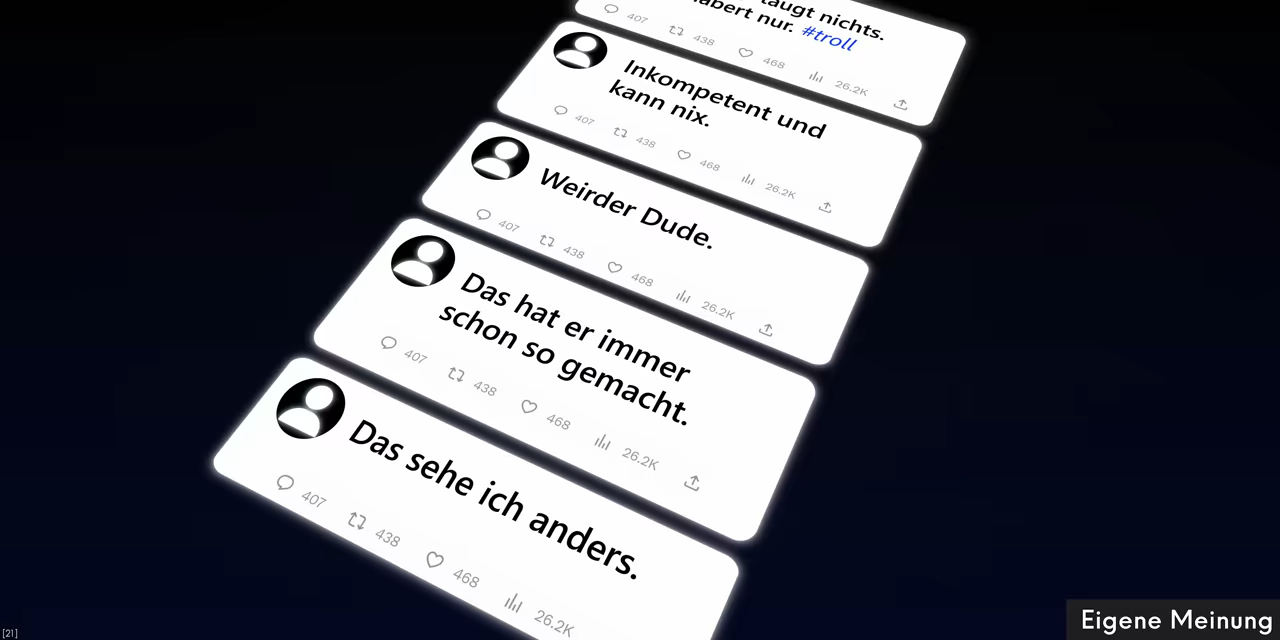 taugt nichts.
nur. #troll
407 438 468 26.2K
Inkompetent und
kann nix.
407 438 468 26.2K
Weirder Dude.
407 438 468 26.2K
Das hat er immer
schon so gemacht.
407 438 468 26.2K
Das sehe ich anders.
407 438 468 26.2K
[21]
Eigene Meinung